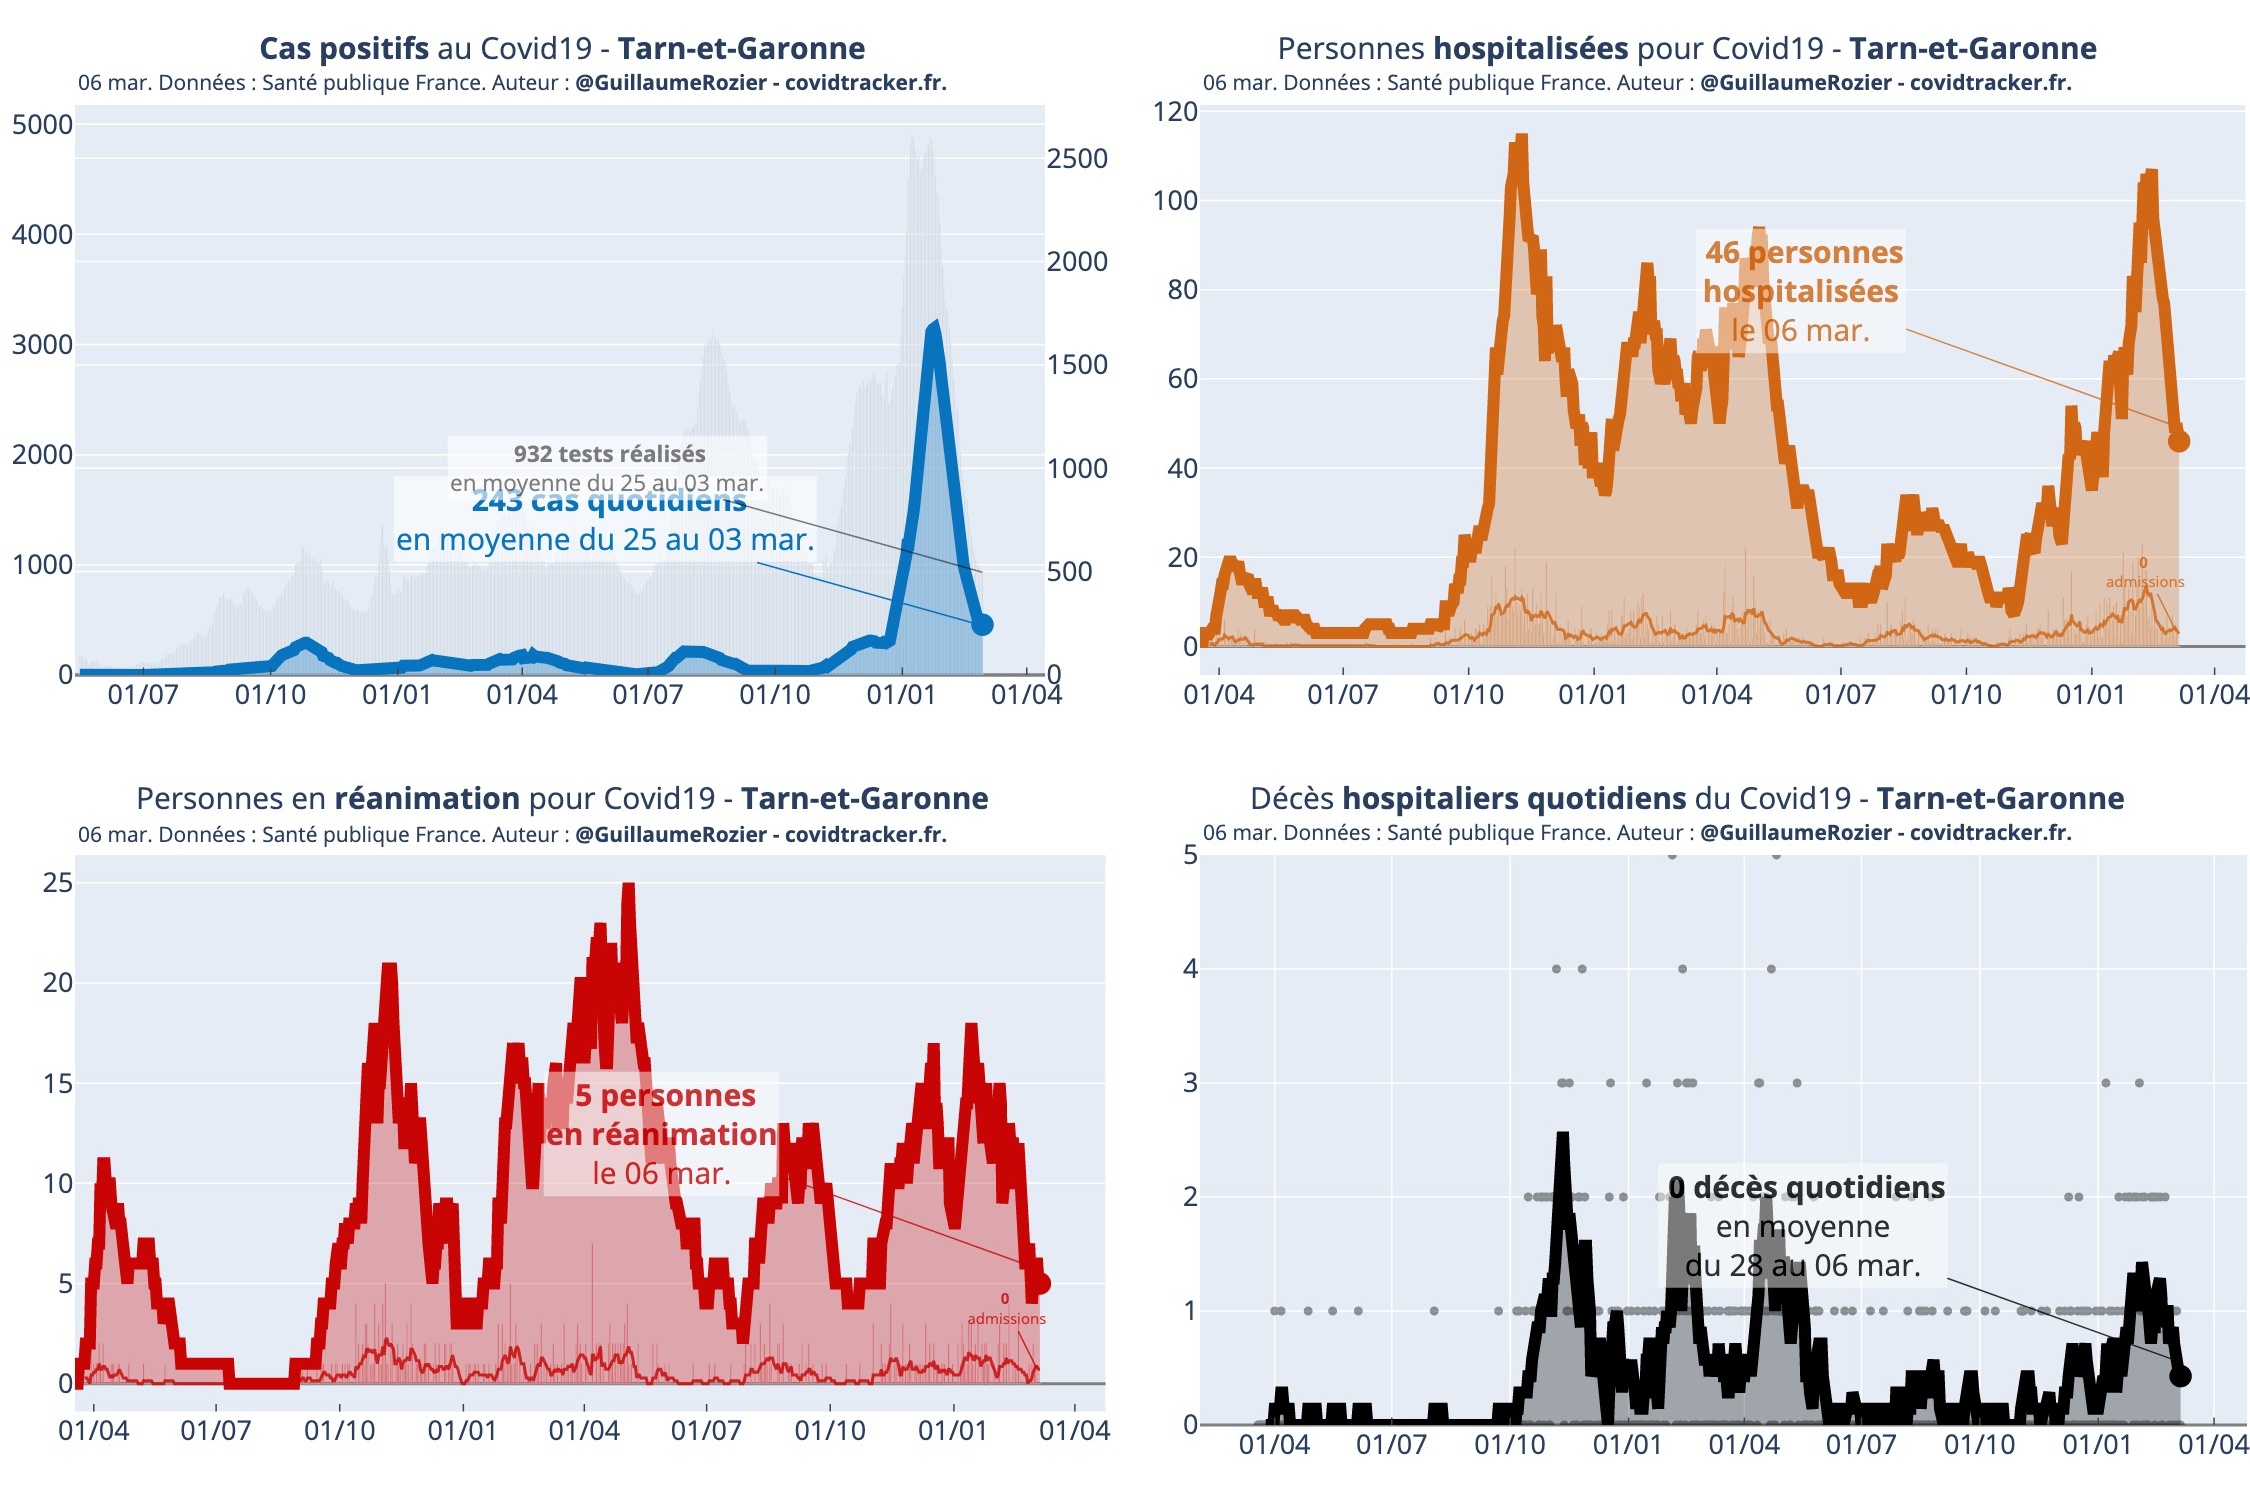 Cas positifs au Covid19 - Tarn-et-Garonne
06 mar. Données : Santé publique France. Auteur : @GuillaumeRozier - covidtracker.fr.
5000
4000
3000
2000
1000
0
2500
2000
1500
1000
500
0
932 tests réalisés
en moyenne du 25 au 03 mar.
243 cas quotidiens
en moyenne du 25 au 03 mar.
01/07 01/10 01/01 01/04 01/07 01/10 01/01 01/04
Personnes hospitalisées pour Covid19 - Tarn-et-Garonne
06 mar. Données : Santé publique France. Auteur : @GuillaumeRozier - covidtracker.fr.
120
100
80
60
40
20
0
46 personnes
hospitalisées
le 06 mar.
0
admissions
01/04 01/07 01/10 01/01 01/04 01/07 01/10 01/01 01/04
Personnes en réanimation pour Covid19 - Tarn-et-Garonne
06 mar. Données : Santé publique France. Auteur : @GuillaumeRozier - covidtracker.fr.
25
20
15
10
5
0
5 personnes
en réanimation
le 06 mar.
0
admissions
01/04 01/07 01/10 01/01 01/04 01/07 01/10 01/01 01/04
Décès hospitaliers quotidiens du Covid19 - Tarn-et-Garonne
06 mar. Données : Santé publique France. Auteur : @GuillaumeRozier - covidtracker.fr.
5
4
3
2
1
0
0 décès quotidiens
en moyenne
du 28 au 06 mar.
01/04 01/07 01/10 01/01 01/04 01/07 01/10 01/01 01/04